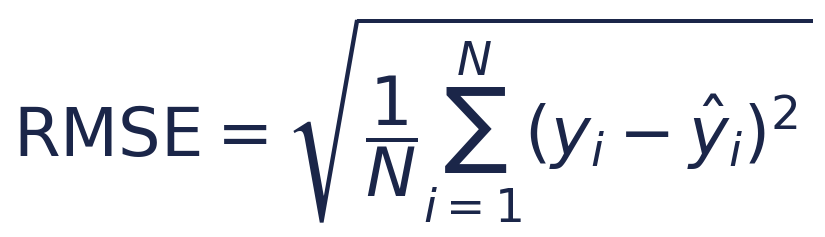 RMSE = √(1/N ∑_{i=1}^{N} (y_i − ŷ_i)²)